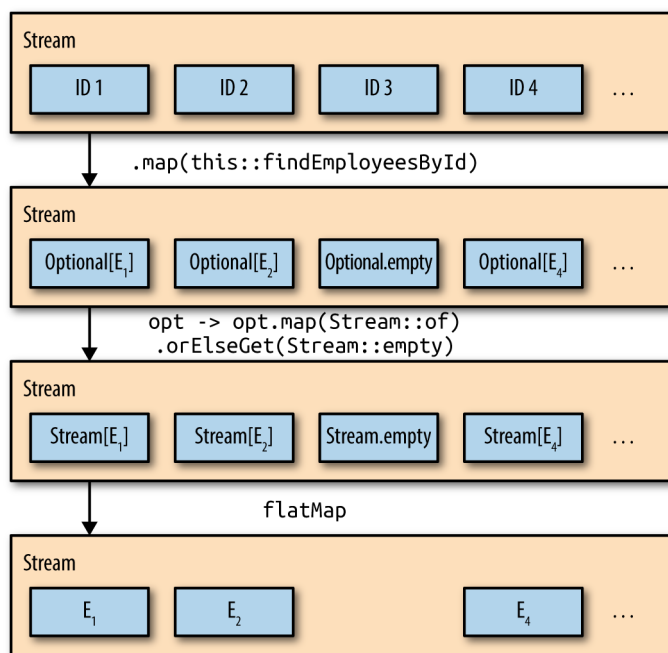 Stream
ID 1 ID 2 ID 3 ID 4 ...
.map(this::findEmployeesById)
Stream
Optional[E₁] Optional[E₂] Optional.empty Optional[E₄] ...
opt -> opt.map(Stream::of)
.orElseGet(Stream::empty)
Stream
Stream[E₁] Stream[E₂] Stream.empty Stream[E₄] ...
flatMap
Stream
E₁ E₂ E₄ ...